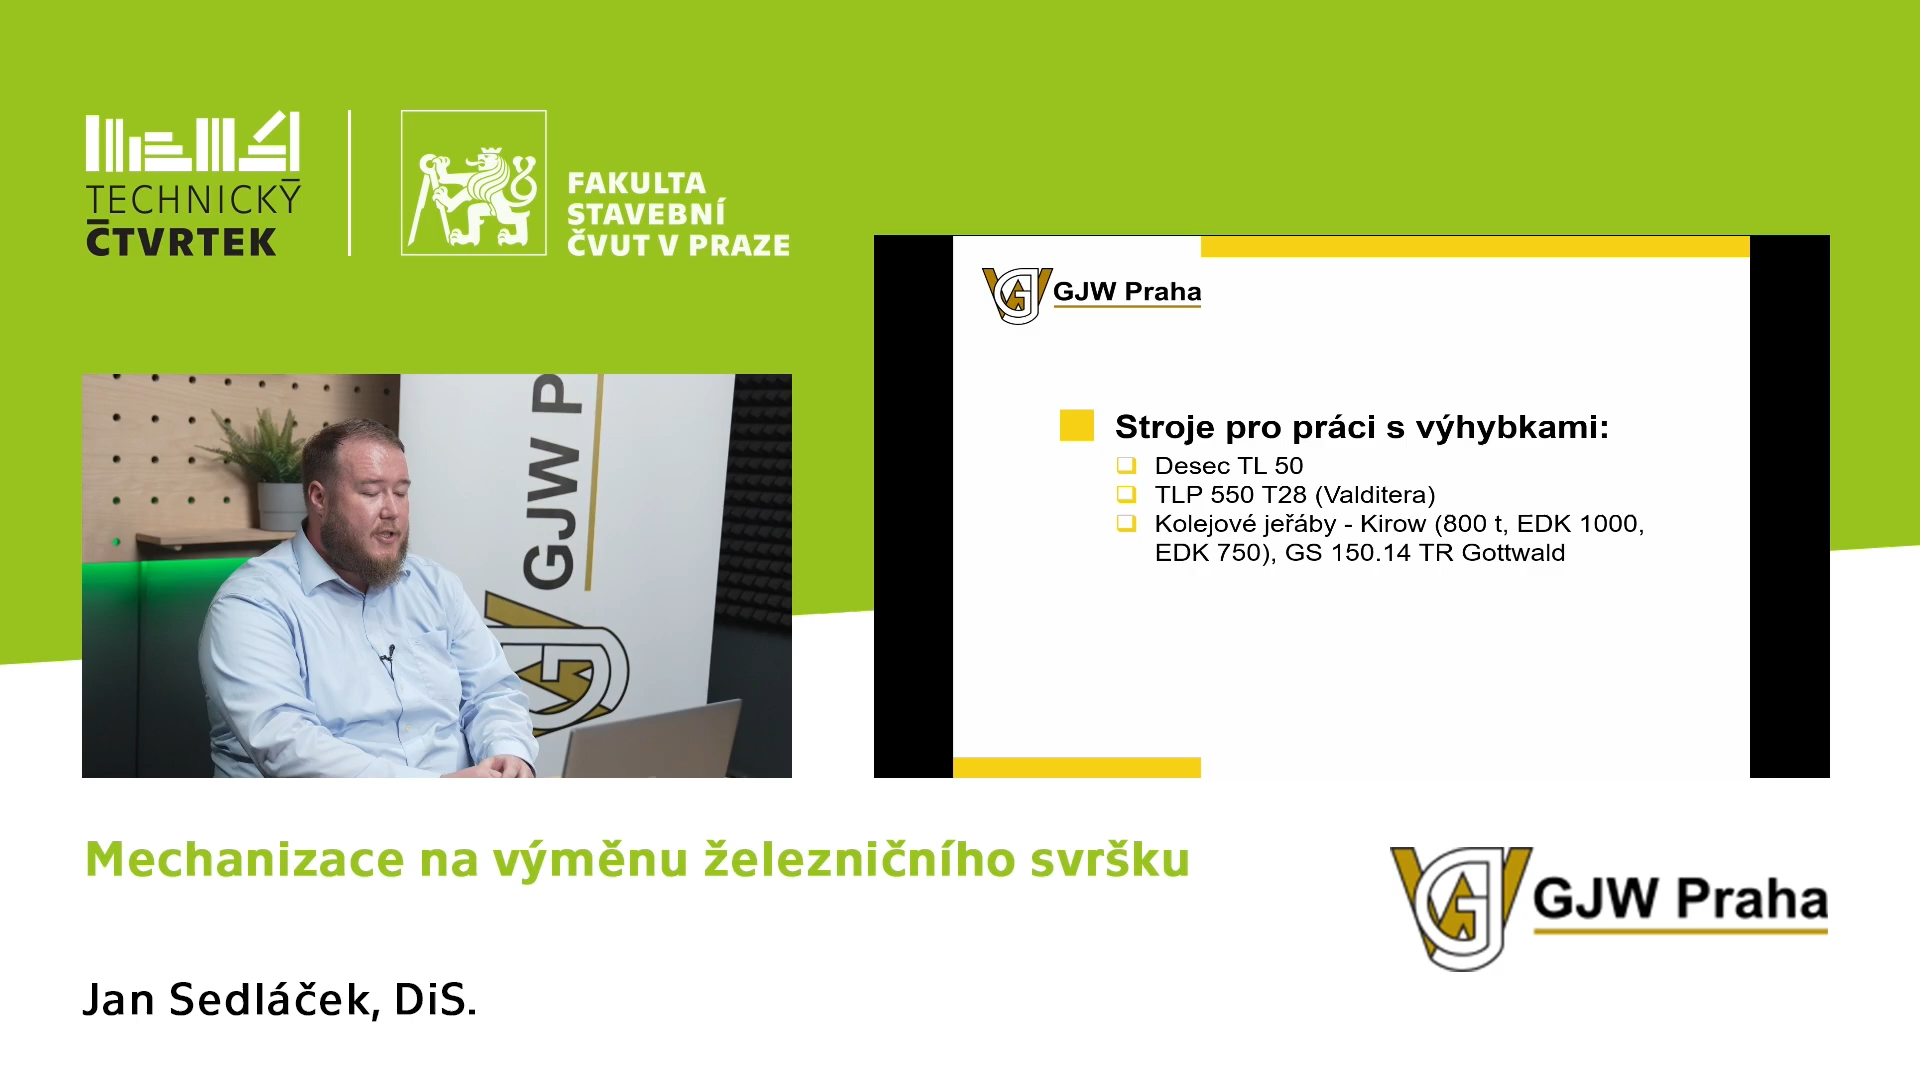 TECHNICKÝ
ČTVRTEK
FAKULTA
STAVEBNÍ
ČVUT V PRAZE
GJW Praha
Stroje pro práci s výhybkami:
Desec TL 50
TLP 550 T28 (Valditera)
Kolejové jeřáby - Kirow (800 t, EDK 1000,
EDK 750), GS 150.14 TR Gottwald
GJW P
Mechanizace na výměnu železničního svršku
GJW Praha
Jan Sedláček, DiS.